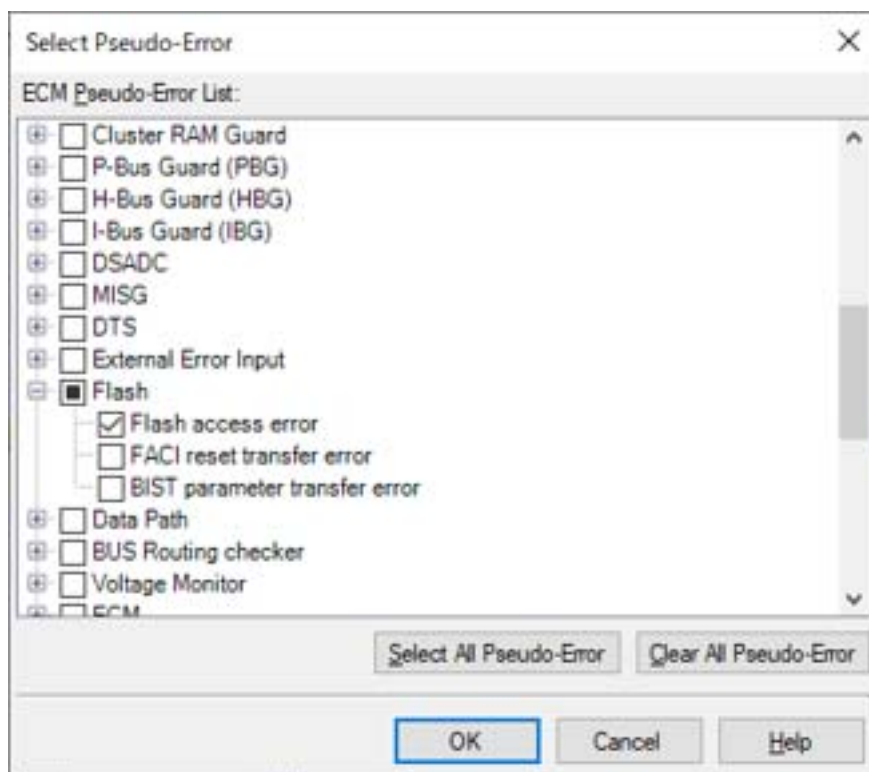 Select Pseudo-Error
ECM Pseudo-Error List:
Cluster RAM Guard
P-Bus Guard (PBG)
H-Bus Guard (HBG)
I-Bus Guard (IBG)
DSADC
MISG
DTS
External Error Input
Flash
Flash access error
FACI reset transfer error
BIST parameter transfer error
Data Path
BUS Routing checker
Voltage Monitor
ECM
Select All Pseudo-Error Clear All Pseudo-Error
OK Cancel Help